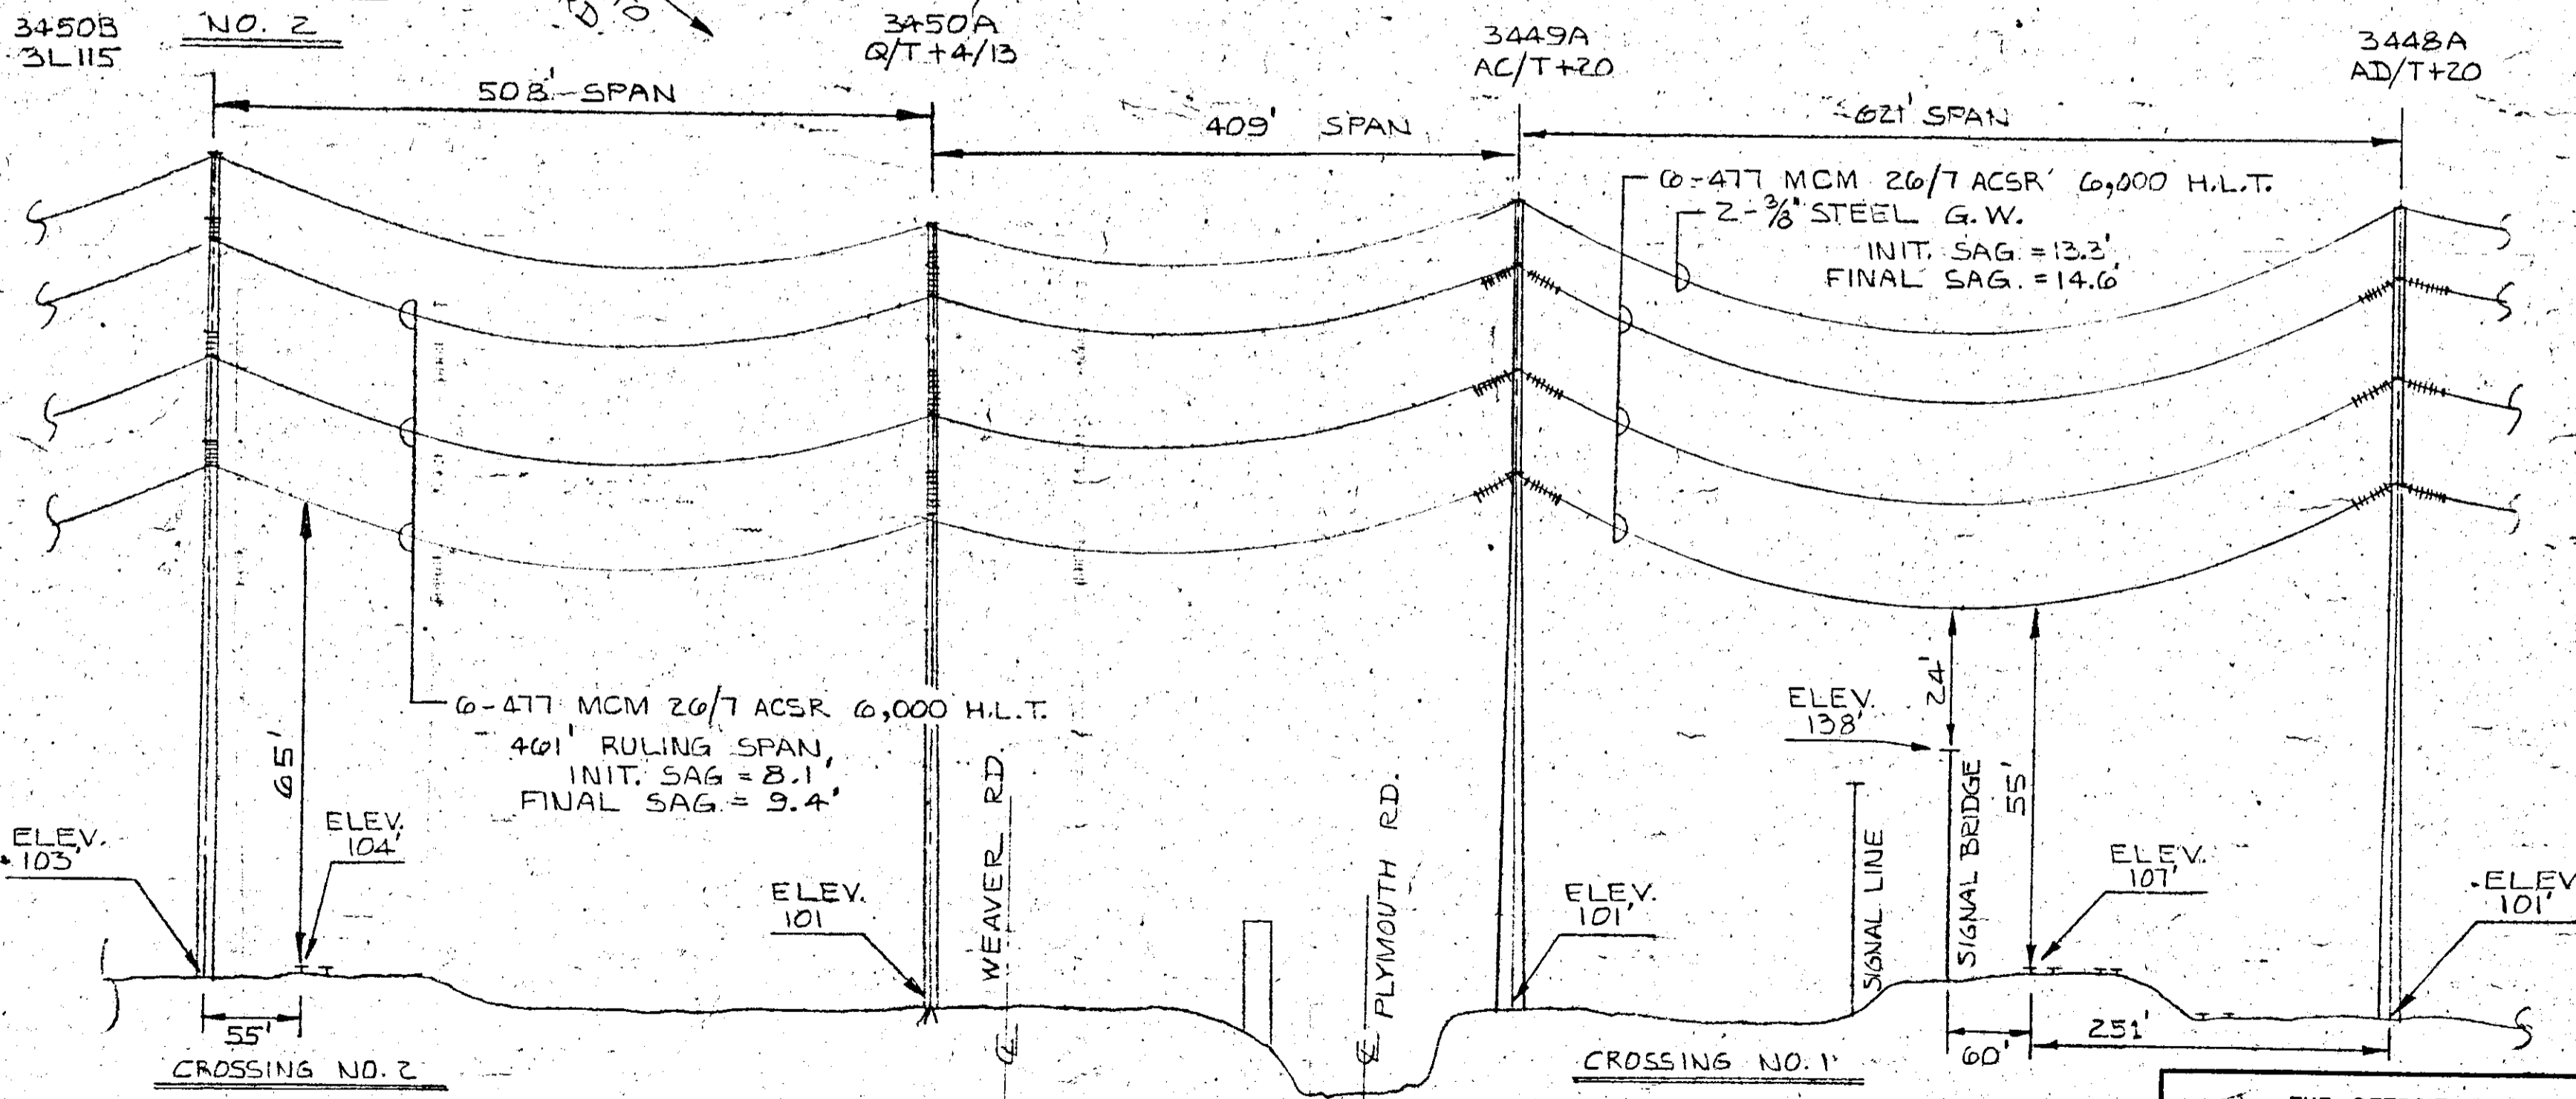 3450B
3L115
NO. 2
3450A
Q/T+4/13
3449A
AC/T+20
3448A
AD/T+20
508' SPAN
409' SPAN
621' SPAN
6-477 MCM 26/7 ACSR 6,000 H.L.T.
2-3/8" STEEL G.W.
INIT. SAG = 13.3'
FINAL SAG. = 14.6'
6-477 MCM 26/7 ACSR 6,000 H.L.T.
461' RULING SPAN,
INIT. SAG = 8.1'
FINAL SAG = 9.4'
65'
24'
55'
ELEV.
138'
ELEV.
103'
ELEV.
104'
ELEV.
101
WEAVER RD.
PLYMOUTH RD.
ELEV.
101'
SIGNAL LINE
SIGNAL BRIDGE
ELEV.
107'
ELEV
101'
55'
60'
251'
CROSSING NO. 2
CROSSING NO. 1